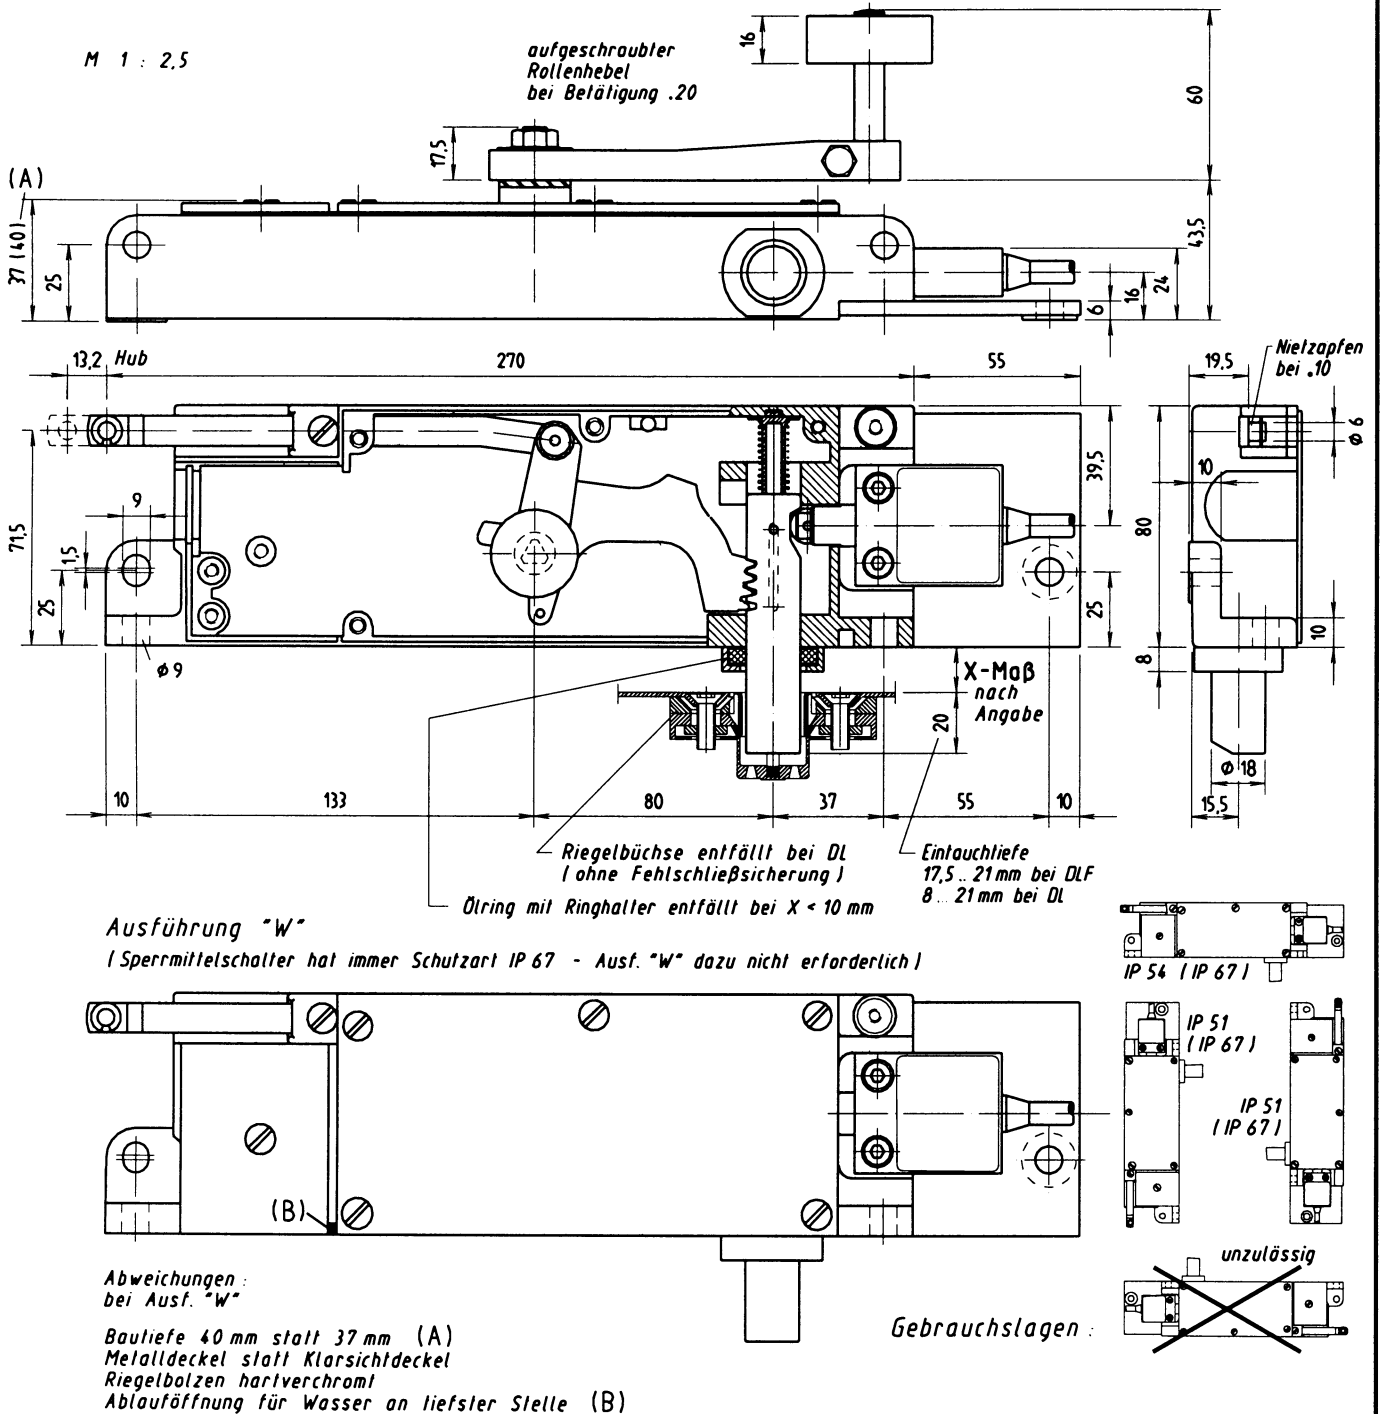 M 1 : 2,5
aufgeschraubter
Rollenhebel
bei Betätigung .20
16
60
17,5
(A)
37 (40)
25
43,5
24
16
6
13,2 Hub
270
55
19,5
Nietzapfen
bei .10
ϕ 6
71,5
9
1,5
25
ϕ 9
39,5
25
80
10
10
8
X-Maß
nach
Angabe
20
ϕ 18
15,5
10
133
80
37
55
10
Riegelbüchse entfällt bei DL
( ohne Fehlschließsicherung )
Eintauchtiefe
17,5 .. 21 mm bei DLF
8 .. 21 mm bei DL
Ölring mit Ringhalter entfällt bei X < 10 mm
Ausführung "W"
( Sperrmittelschalter hat immer Schutzart IP 67 - Ausf. "W" dazu nicht erforderlich )
IP 54 ( IP 67 )
IP 51
( IP 67 )
IP 51
( IP 67 )
(B)
unzulässig
Gebrauchslagen :
Abweichungen :
bei Ausf. "W"
Bautiefe 40 mm statt 37 mm (A)
Metalldeckel statt Klarsichtdeckel
Riegelbolzen hartverchromt
Ablauföffnung für Wasser an tiefster Stelle (B)